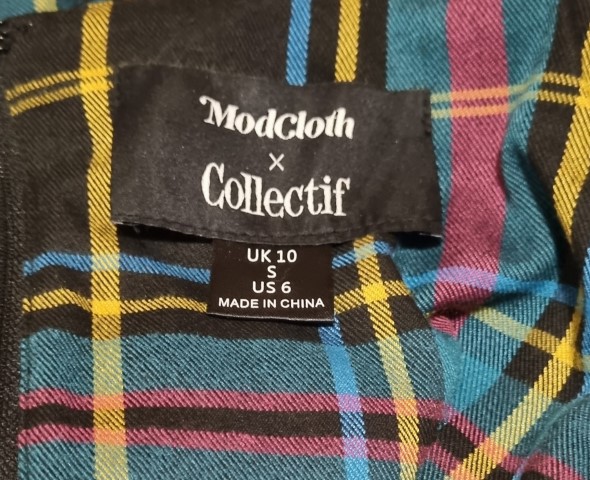 ModCloth
x
Collectif
UK 10
S
US 6
MADE IN CHINA